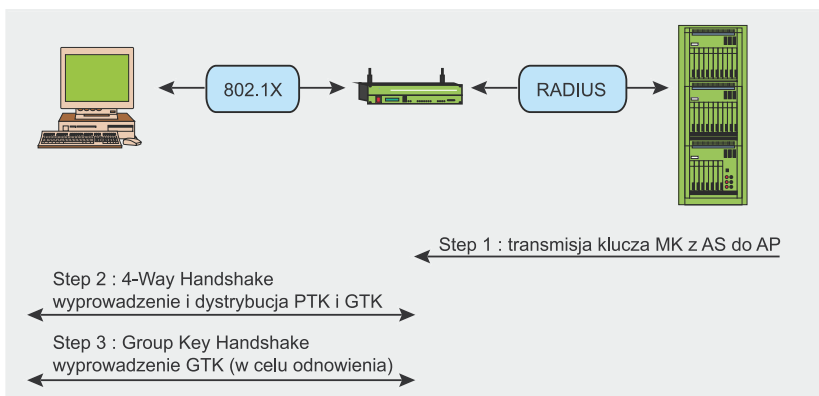 802.1X
RADIUS
Step 1 : transmisja klucza MK z AS do AP
Step 2 : 4-Way Handshake
wyprowadzenie i dystrybucja PTK i GTK
Step 3 : Group Key Handshake
wyprowadzenie GTK (w celu odnowienia)